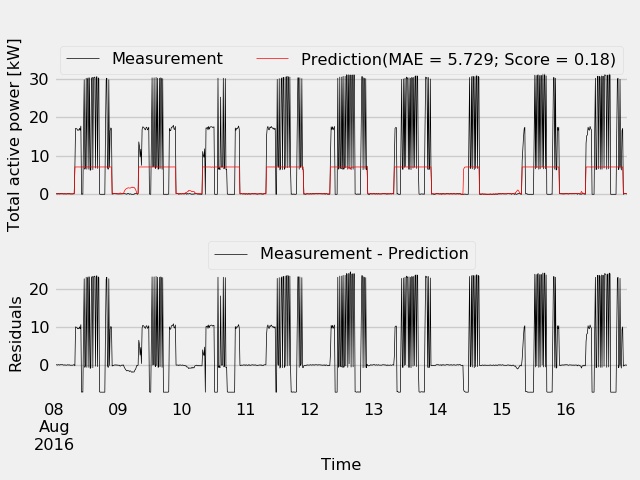 Measurement
Prediction(MAE = 5.729; Score = 0.18)
Total active power [kW]
30
20
10
0
Measurement - Prediction
Residuals
20
10
0
08 09 10 11 12 13 14 15 16
Aug
2016
Time